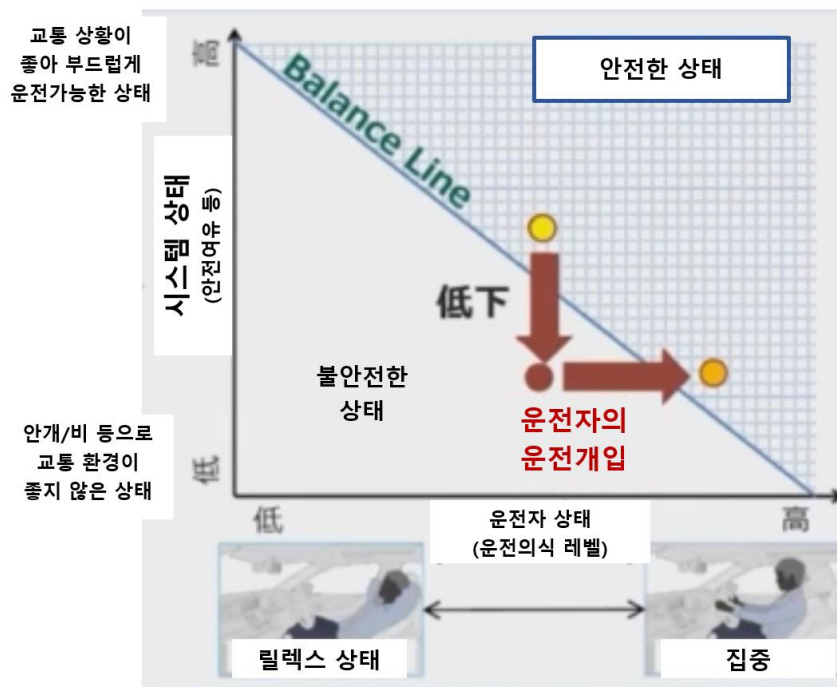 교통 상황이
좋아 부드럽게
운전가능한 상태
高
Balance Line
안전한 상태
시스템 상태
(안전여유 등)
低下
불안전한
상태
운전자의
운전개입
안개/비 등으로
교통 환경이
좋지 않은 상태
低
低
운전자 상태
(운전의식 레벨)
高
릴렉스 상태
집중